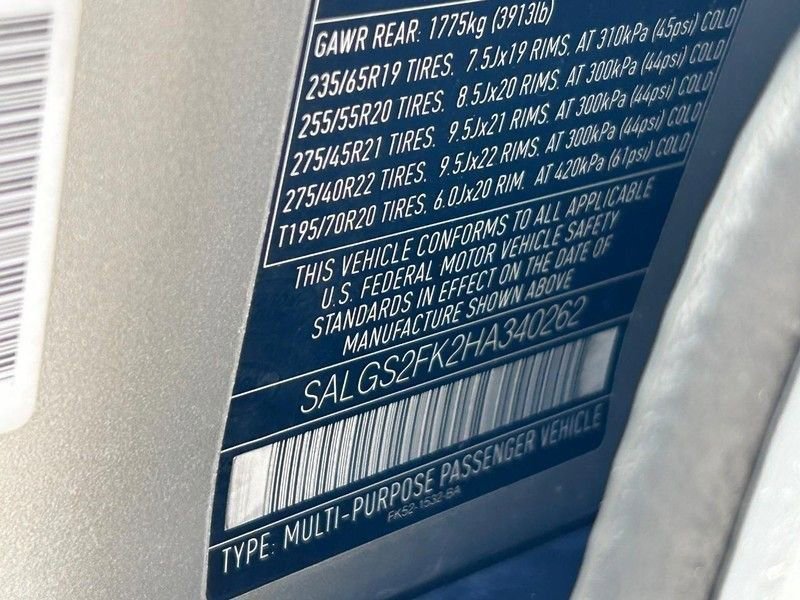 GAWR REAR: 1775kg (3913lb)
235/65R19 TIRES. 7.5Jx19 RIMS. AT 310kPa (45psi) COLD
255/55R20 TIRES. 8.5Jx20 RIMS. AT 300kPa (44psi) COLD
275/45R21 TIRES. 9.5Jx21 RIMS. AT 300kPa (44psi) COLD
275/40R22 TIRES. 9.5Jx22 RIMS. AT 300kPa (44psi) COLD
T195/70R20 TIRES. 6.0Jx20 RIM. AT 420kPa (61psi) COLD
THIS VEHICLE CONFORMS TO ALL APPLICABLE
U.S. FEDERAL MOTOR VEHICLE SAFETY
STANDARDS IN EFFECT ON THE DATE OF
MANUFACTURE SHOWN ABOVE
SALGS2FK2HA340262
TYPE: MULTI-PURPOSE PASSENGER VEHICLE
FK52-1532-BA